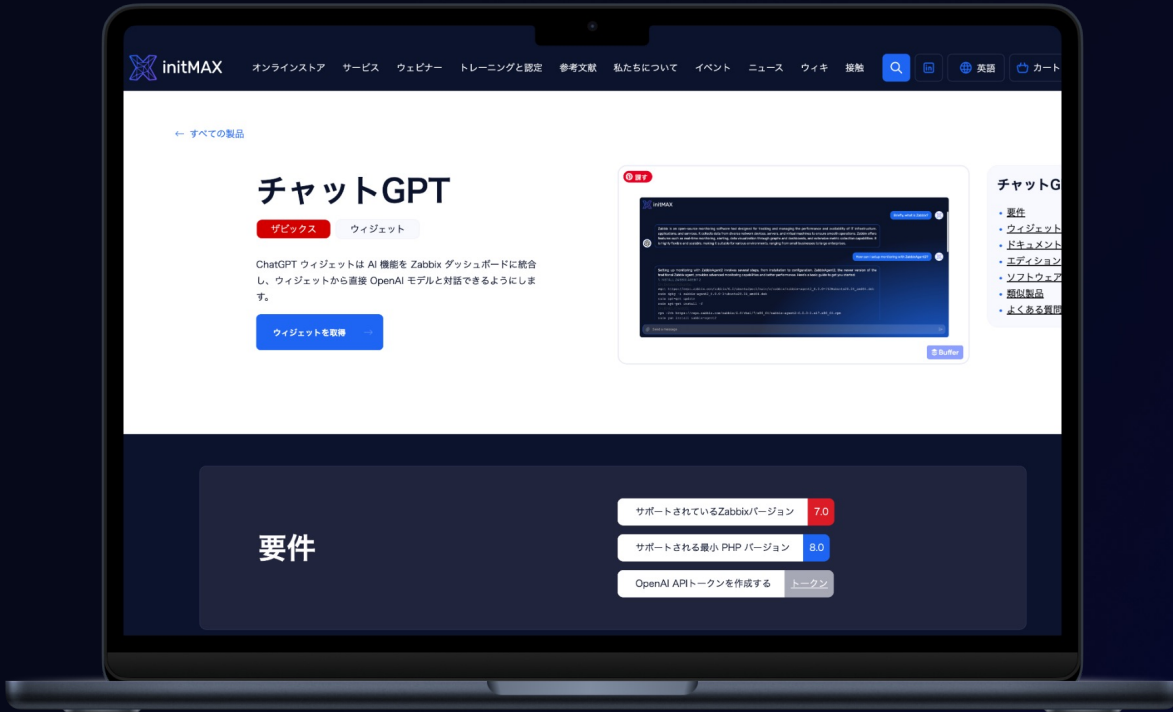 initMAX
オンラインストア サービス ウェビナー トレーニングと認定 参考文献 私たちについて イベント ニュース ウィキ 接触 in 英語 カート
← すべての製品
チャットGPT
ザビックス ウィジェット
ChatGPT ウィジェットは AI 機能を Zabbix ダッシュボードに統合
し、ウィジェットから直接 OpenAI モデルと対話できるようにしま
す。
ウィジェットを取得 →
initMAX
Buffer
チャットG
・要件
・ウィジェット
・ドキュメント
・エディション
・ソフトウェア
・類似製品
・よくある質問
要件
サポートされているZabbixバージョン 7.0
サポートされる最小 PHP バージョン 8.0
OpenAI APIトークンを作成する トークン